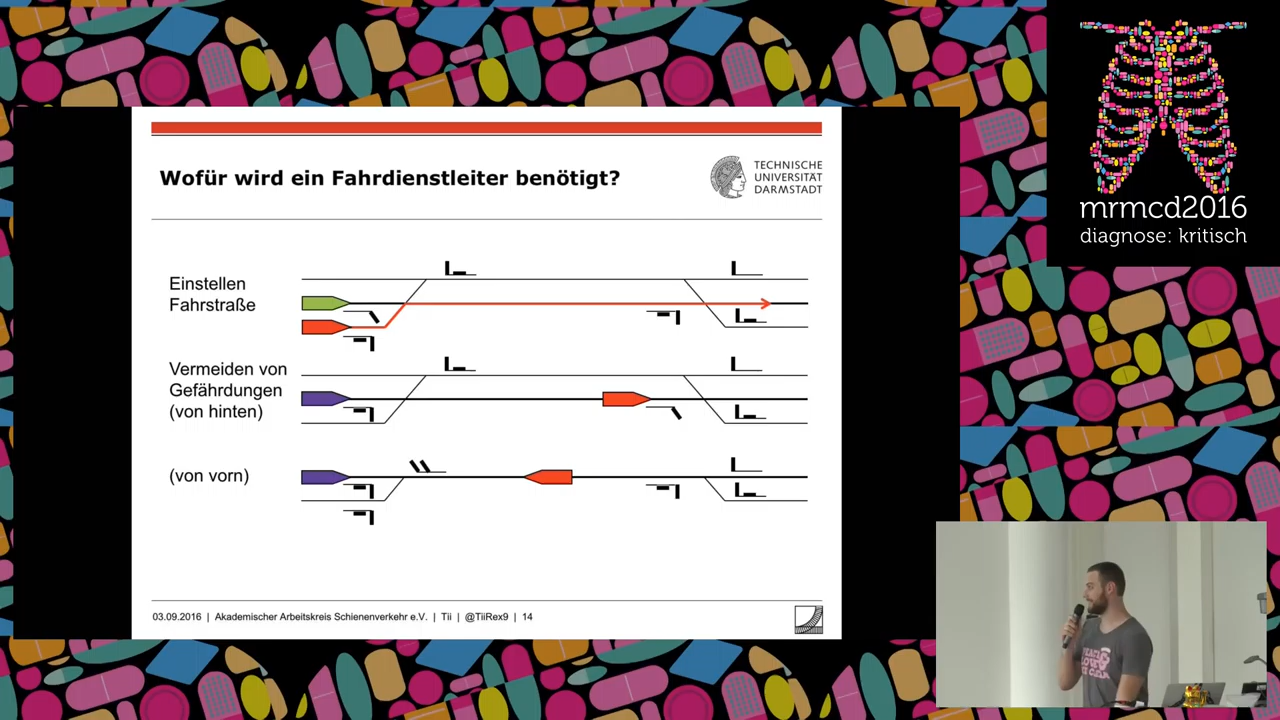 mrmcd2016
diagnose: kritisch
Wofür wird ein Fahrdienstleiter benötigt?
TECHNISCHE
UNIVERSITÄT
DARMSTADT
Einstellen
Fahrstraße
Vermeiden von
Gefährdungen
(von hinten)
(von vorn)
03.09.2016 | Akademischer Arbeitskreis Schienenverkehr e.V. | Tii | @TiiRex9 | 14